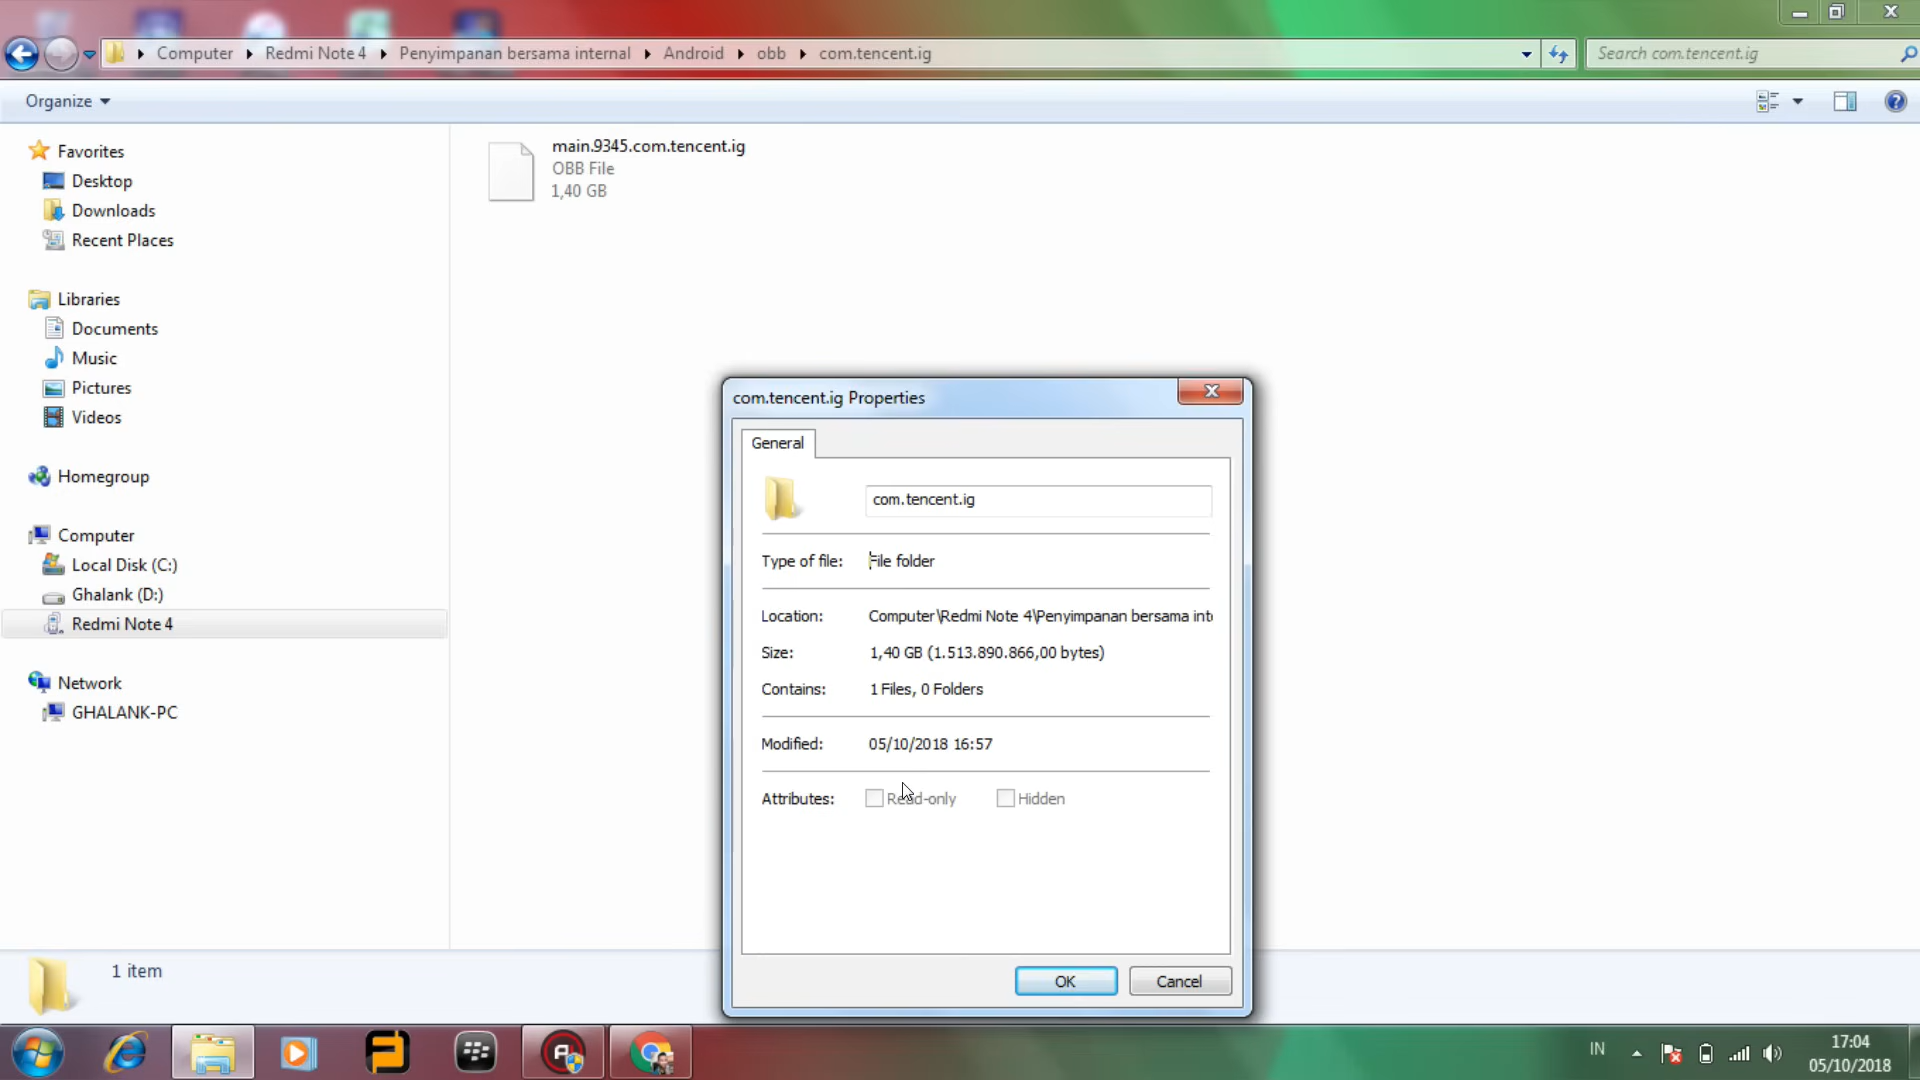 Computer Redmi Note 4 Penyimpanan bersama internal Android obb com.tencent.ig
Search com.tencent.ig
Organize
Favorites
Desktop
Downloads
Recent Places
Libraries
Documents
Music
Pictures
Videos
Homegroup
Computer
Local Disk (C:)
Ghalank (D:)
Redmi Note 4
Network
GHALANK-PC
main.9345.com.tencent.ig
OBB File
1,40 GB
com.tencent.ig Properties
General
com.tencent.ig
Type of file: File folder
Location: Computer\Redmi Note 4\Penyimpanan bersama inte
Size: 1,40 GB (1.513.890.866,00 bytes)
Contains: 1 Files, 0 Folders
Modified: 05/10/2018 16:57
Attributes: Read-only Hidden
OK Cancel
1 item
IN
17:04
05/10/2018